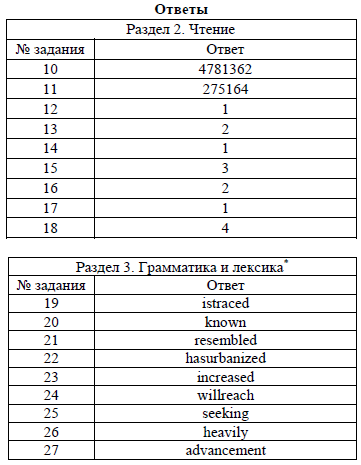 Ответы
Раздел 2. Чтение
№ задания Ответ
10 4781362
11 275164
12 1
13 2
14 1
15 3
16 2
17 1
18 4
Раздел 3. Грамматика и лексика*
№ задания Ответ
19 istraced
20 known
21 resembled
22 hasurbanized
23 increased
24 willreach
25 seeking
26 heavily
27 advancement